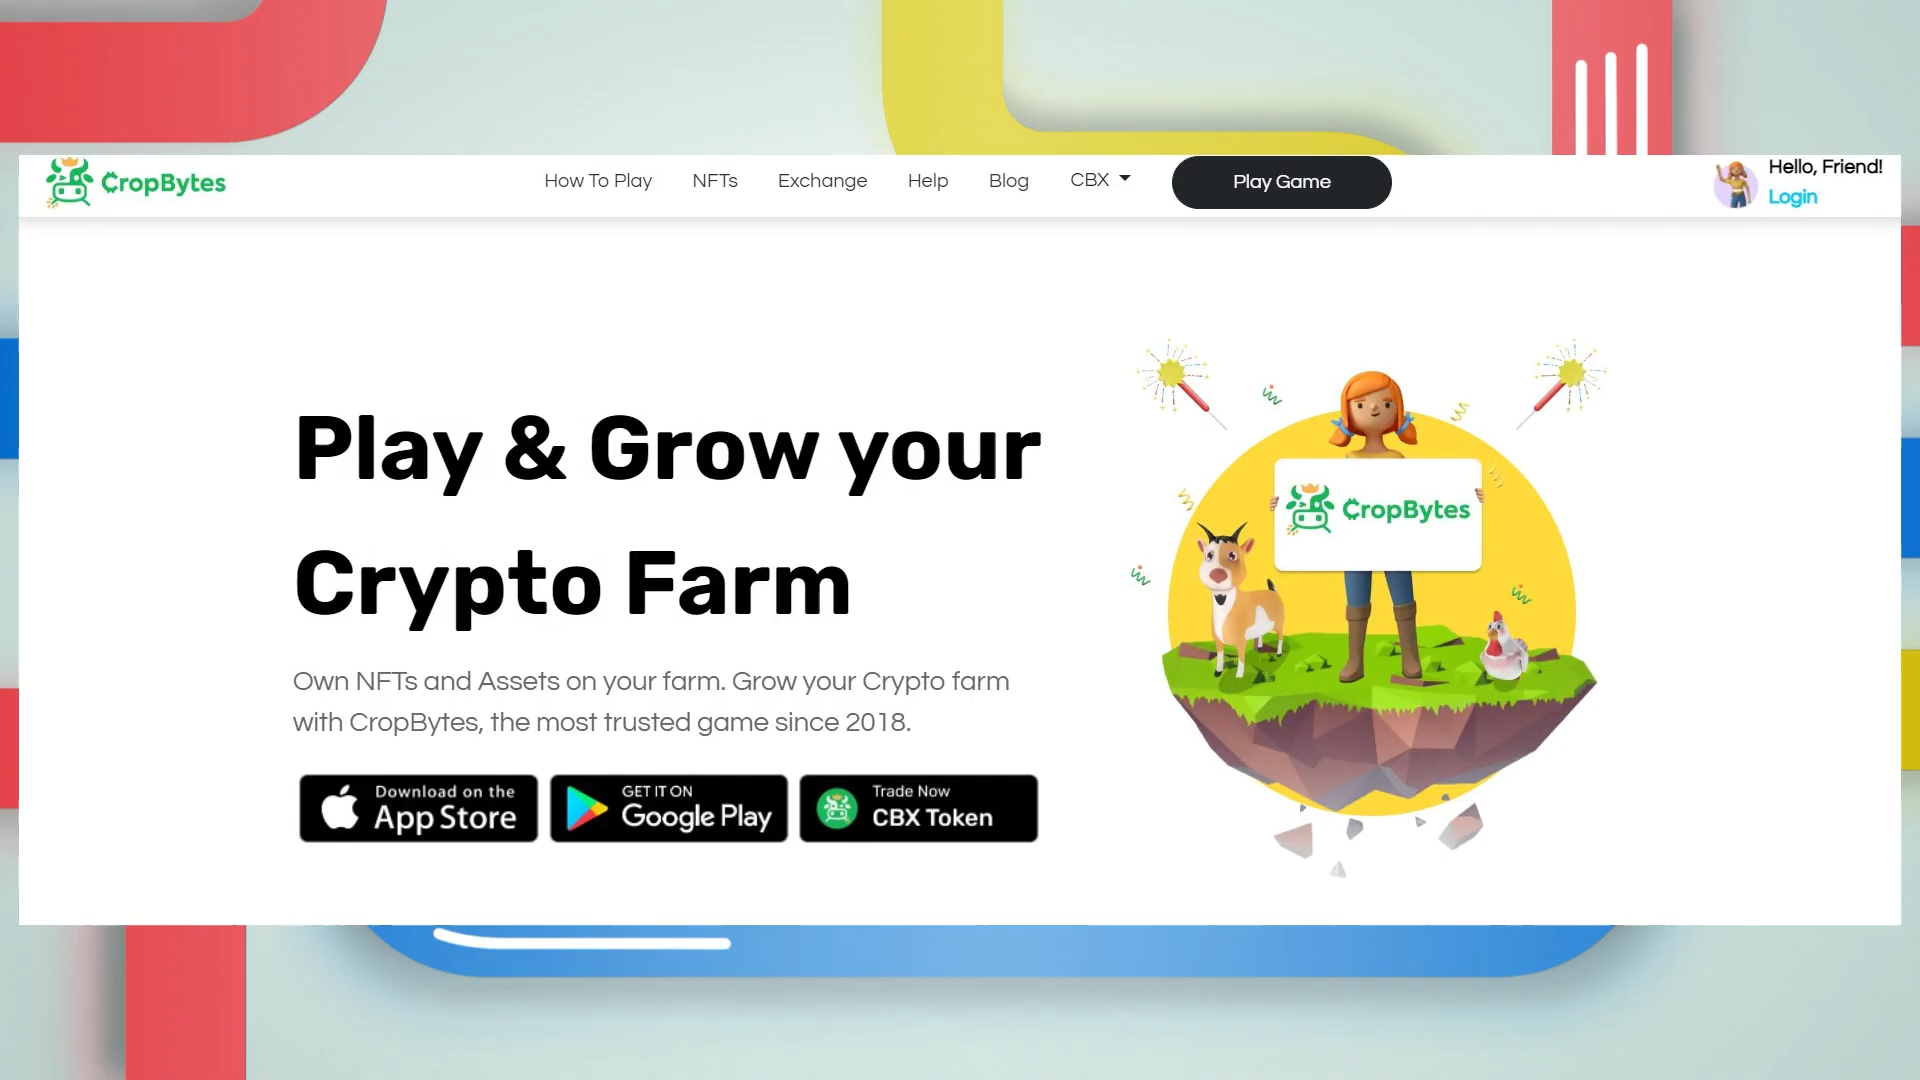 CropBytes
How To Play
NFTs
Exchange
Help
Blog
CBX
Play Game
Hello, Friend!
Login
Play & Grow your
Crypto Farm
Own NFTs and Assets on your farm. Grow your Crypto farm
with CropBytes, the most trusted game since 2018.
Download on the
App Store
GET IT ON
Google Play
Trade Now
CBX Token
CropBytes